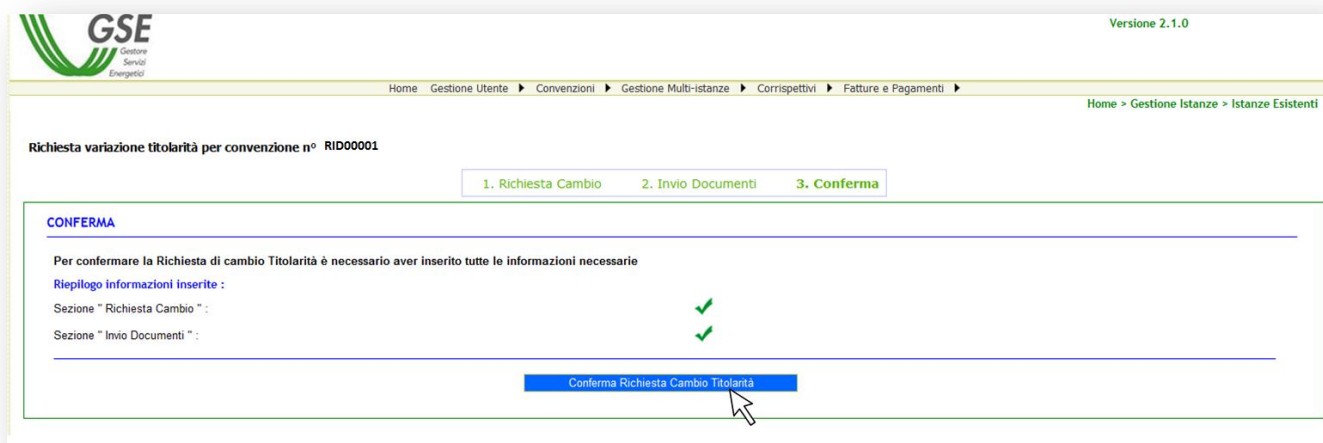 GSE
Gestore
Servizi
Energetici
Versione 2.1.0
Home Gestione Utente Convenzioni Gestione Multi-istanze Corrispettivi Fatture e Pagamenti
Home > Gestione Istanze > Istanze Esistenti
Richiesta variazione titolarità per convenzione nº RID00001
1. Richiesta Cambio 2. Invio Documenti 3. Conferma
CONFERMA
Per confermare la Richiesta di cambio Titolarità è necessario aver inserito tutte le informazioni necessarie
Riepilogo informazioni inserite :
Sezione " Richiesta Cambio " :
Sezione " Invio Documenti " :
Conferma Richiesta Cambio Titolarità